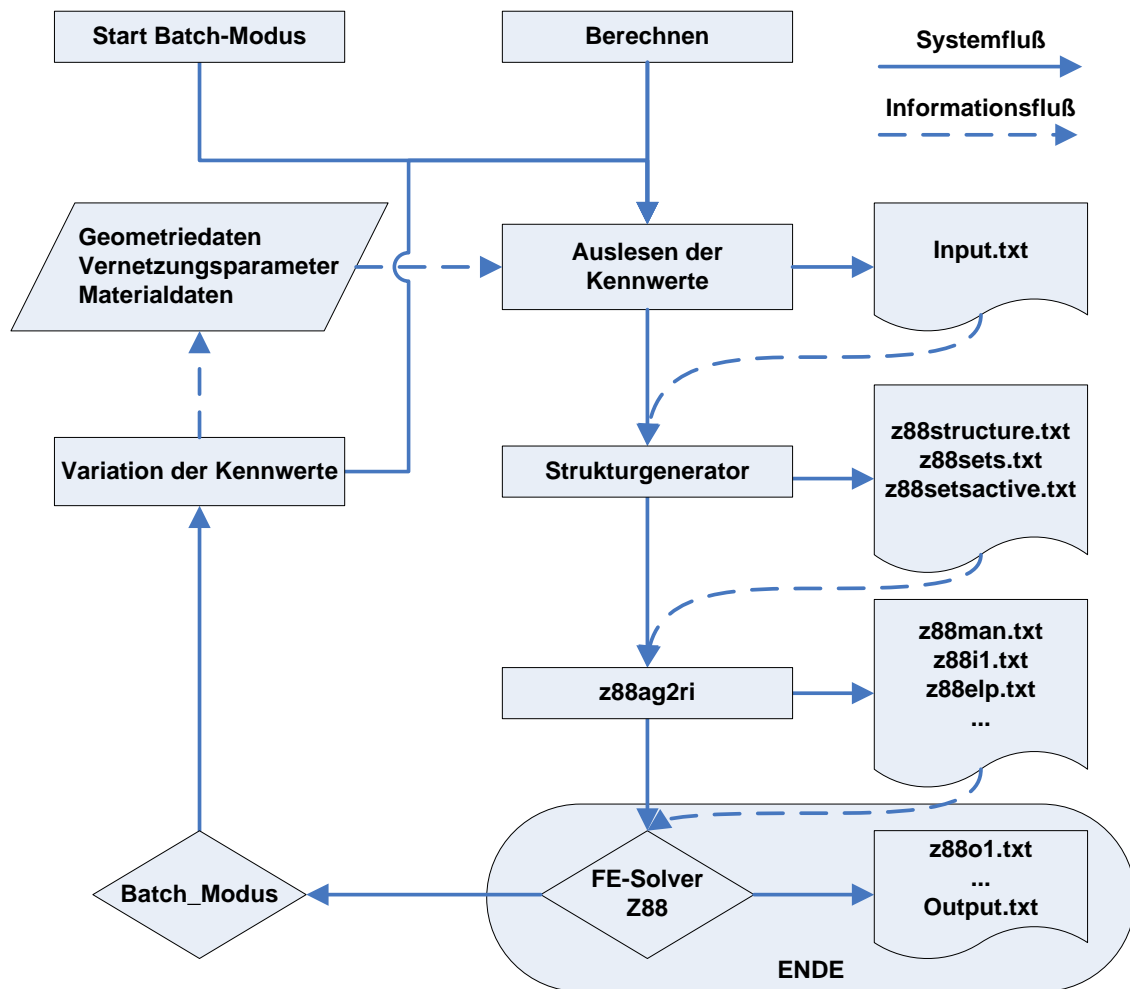 Start Batch-Modus
Berechnen
Systemfluß
Informationsfluß
Geometriedaten
Vernetzungsparameter
Materialdaten
Auslesen der
Kennwerte
Input.txt
Variation der Kennwerte
Strukturgenerator
z88structure.txt
z88sets.txt
z88setsactive.txt
z88ag2ri
z88man.txt
z88i1.txt
z88elp.txt
...
Batch_Modus
FE-Solver
Z88
z88o1.txt
...
Output.txt
ENDE